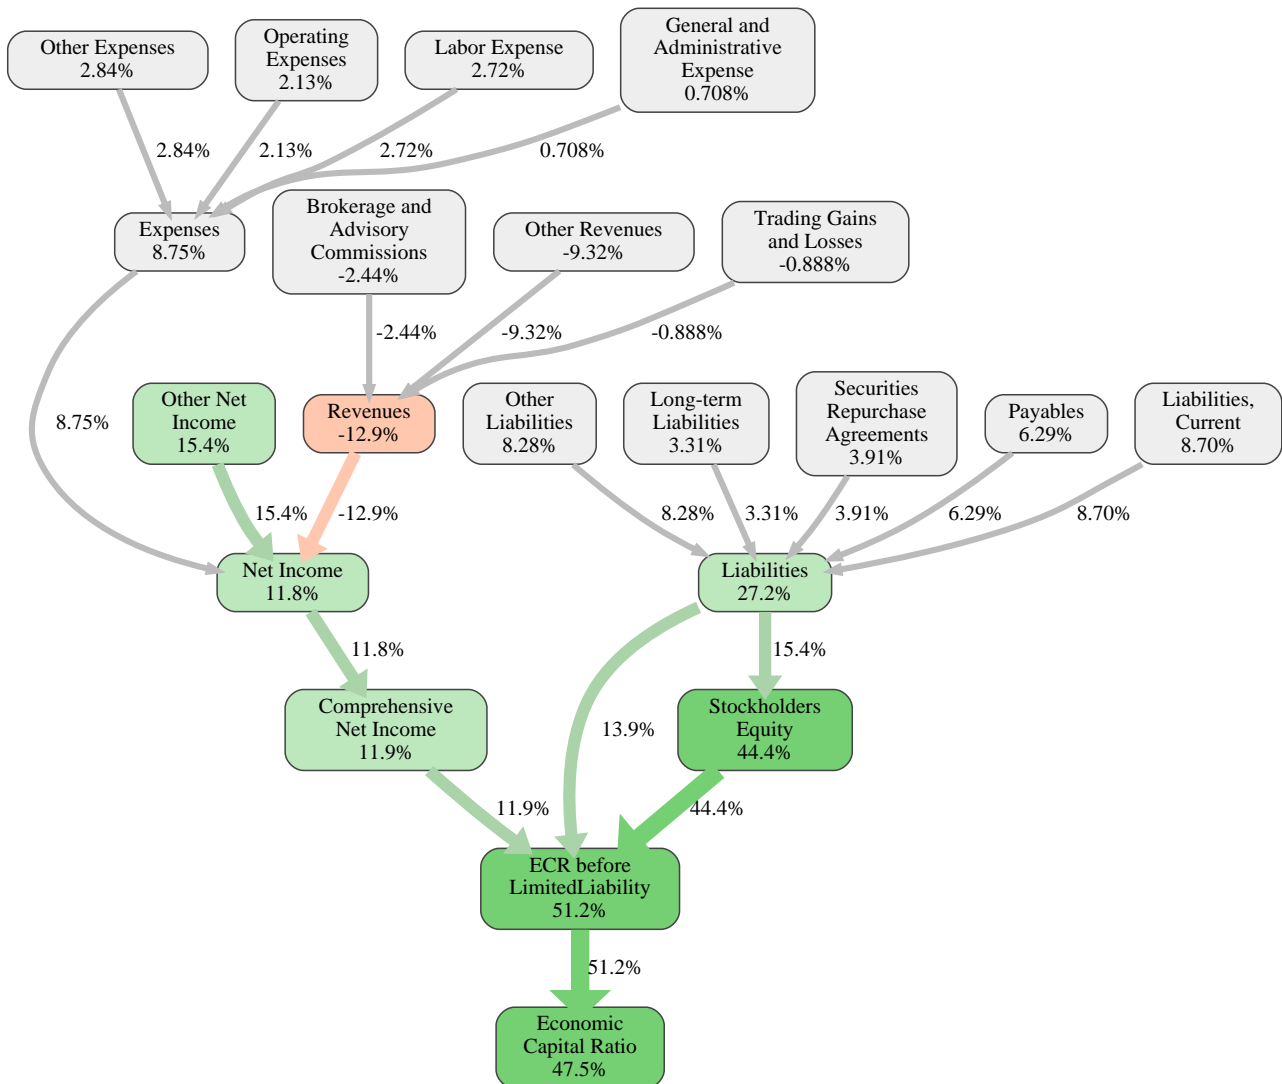 Other Expenses
2.84%
Operating
Expenses
2.13%
Labor Expense
2.72%
General and
Administrative
Expense
0.708%
2.84%
2.13%
2.72%
0.708%
Expenses
8.75%
Brokerage and
Advisory
Commissions
-2.44%
Other Revenues
-9.32%
Trading Gains
and Losses
-0.888%
-2.44%
-9.32%
-0.888%
8.75%
Other Net
Income
15.4%
Revenues
-12.9%
Other
Liabilities
8.28%
Long-term
Liabilities
3.31%
Securities
Repurchase
Agreements
3.91%
Payables
6.29%
Liabilities,
Current
8.70%
15.4%
-12.9%
8.28%
3.31%
3.91%
6.29%
8.70%
Net Income
11.8%
Liabilities
27.2%
11.8%
15.4%
Comprehensive
Net Income
11.9%
13.9%
Stockholders
Equity
44.4%
11.9%
44.4%
ECR before
LimitedLiability
51.2%
51.2%
Economic
Capital Ratio
47.5%